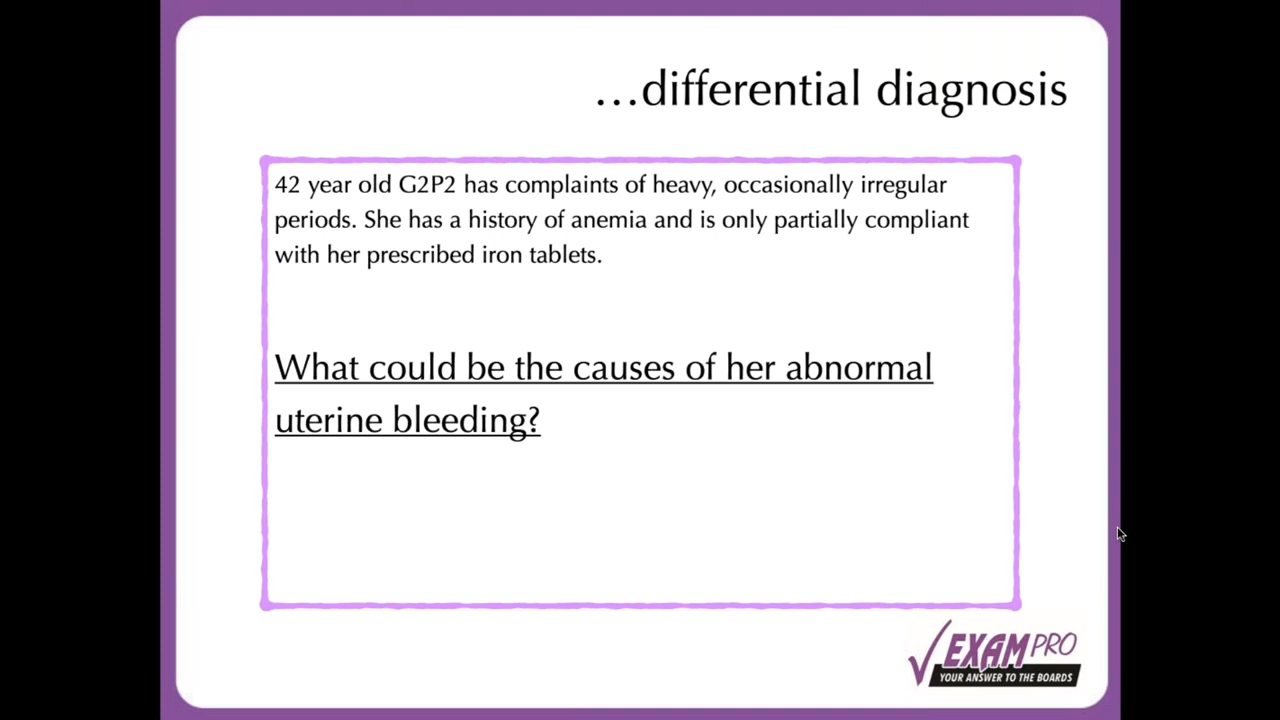 …differential diagnosis
42 year old G2P2 has complaints of heavy, occasionally irregular
periods. She has a history of anemia and is only partially compliant
with her prescribed iron tablets.
What could be the causes of her abnormal
uterine bleeding?
EXAM PRO
YOUR ANSWER TO THE BOARDS